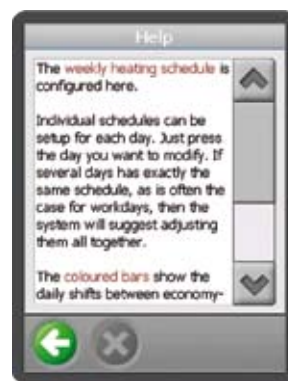 Help
The weekly heating schedule is
configured here.
Individual schedules can be
setup for each day. Just press
the day you want to modify. If
several days has exactly the
same schedule, as is often the
case for workdays, then the
system will suggest adjusting
them all together.
The coloured bars show the
daily shifts between economy-